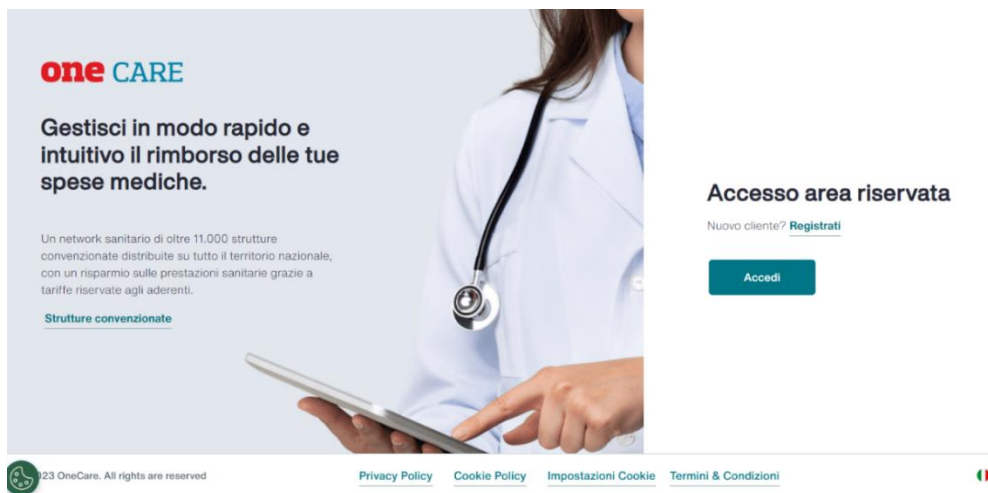 one CARE
Gestisci in modo rapido e
intuitivo il rimborso delle tue
spese mediche.
Un network sanitario di oltre 11.000 strutture
convenzionate distribuite su tutto il territorio nazionale,
con un risparmio sulle prestazioni sanitarie grazie a
tariffe riservate agli aderenti.
Strutture convenzionate
Accesso area riservata
Nuovo cliente? Registrati
Accedi
23 OneCare. All rights are reserved
Privacy Policy Cookie Policy Impostazioni Cookie Termini & Condizioni